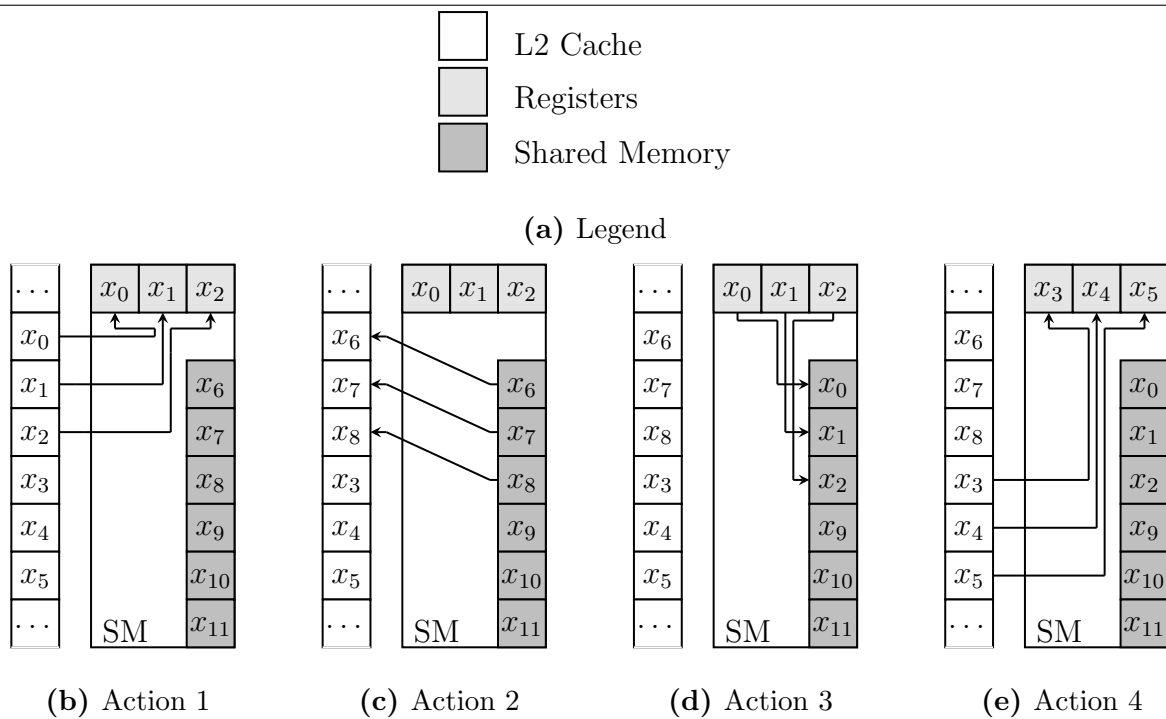 L2 Cache
Registers
Shared Memory
(a) Legend
... x0 x1 x2
x0
x1 x6
x2 x7
x3 x8
x4 x9
x5 x10
... SM x11
(b) Action 1
... x0 x1 x2
x6
x7 x6
x8 x7
x3 x8
x4 x9
x5 x10
... SM x11
(c) Action 2
... x0 x1 x2
x6
x7 x0
x8 x1
x3 x2
x4 x9
x5 x10
... SM x11
(d) Action 3
... x3 x4 x5
x6
x7 x0
x8 x1
x3 x2
x4 x9
x5 x10
... SM x11
(e) Action 4